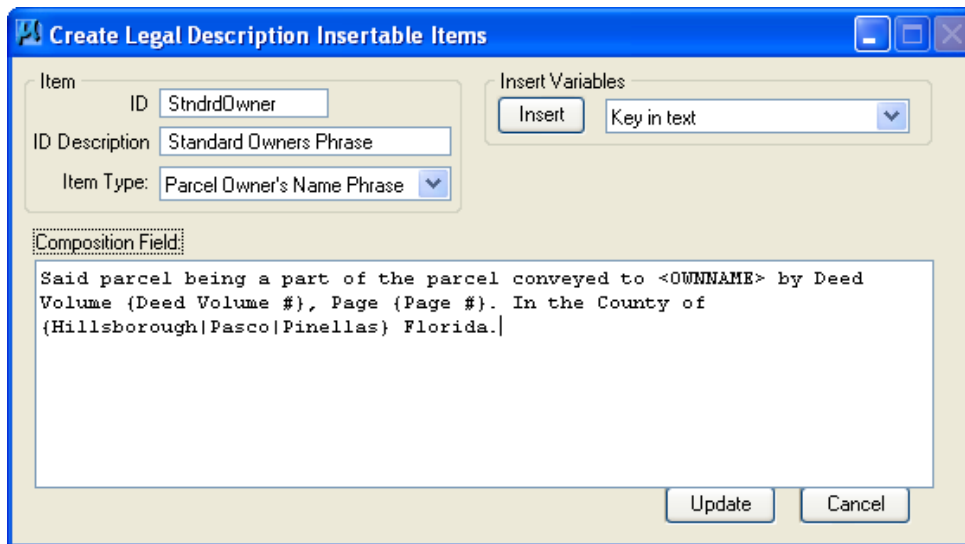 Create Legal Description Insertable Items
Item
ID StndrdOwner
ID Description Standard Owners Phrase
Item Type: Parcel Owner's Name Phrase
Insert Variables
Insert Key in text
Composition Field:
Said parcel being a part of the parcel conveyed to <OWNNAME> by Deed
Volume {Deed Volume #}, Page {Page #}. In the County of
{Hillsborough|Pasco|Pinellas} Florida.
Update Cancel